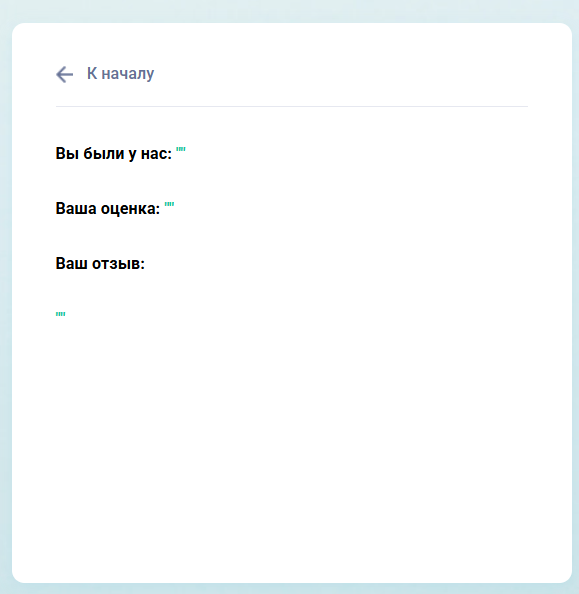 К началу
Вы были у нас: ""
Ваша оценка: ""
Ваш отзыв:
""